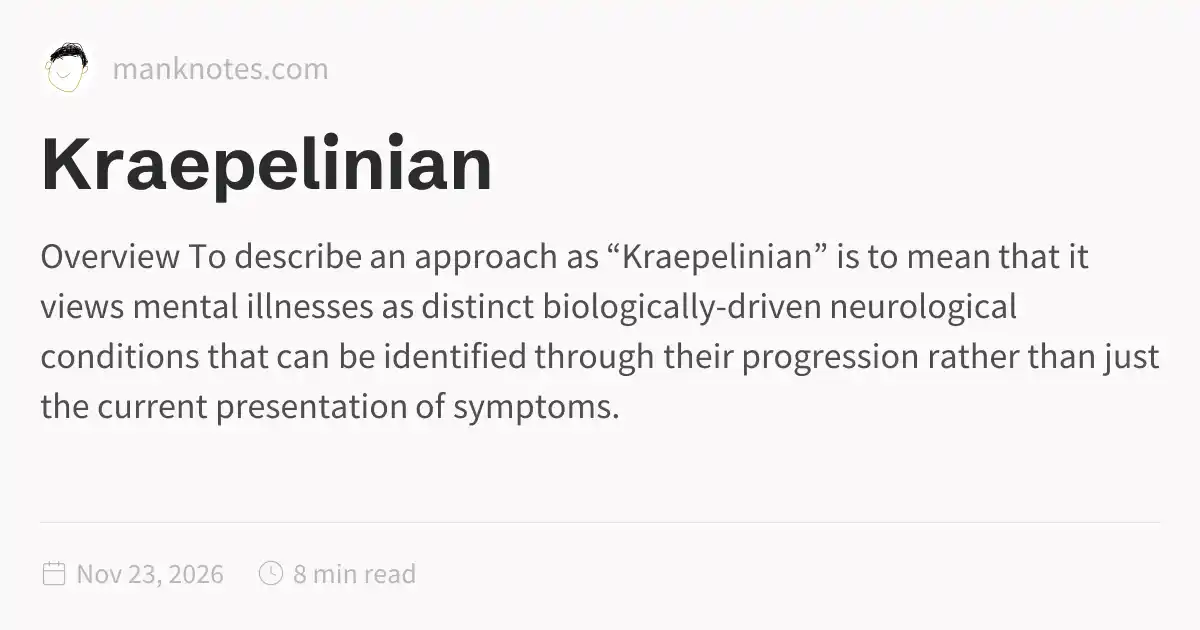 manknotes.com
Kraepelinian
Overview To describe an approach as “Kraepelinian” is to mean that it
views mental illnesses as distinct biologically-driven neurological
conditions that can be identified through their progression rather than just
the current presentation of symptoms.
Nov 23, 2026 8 min read